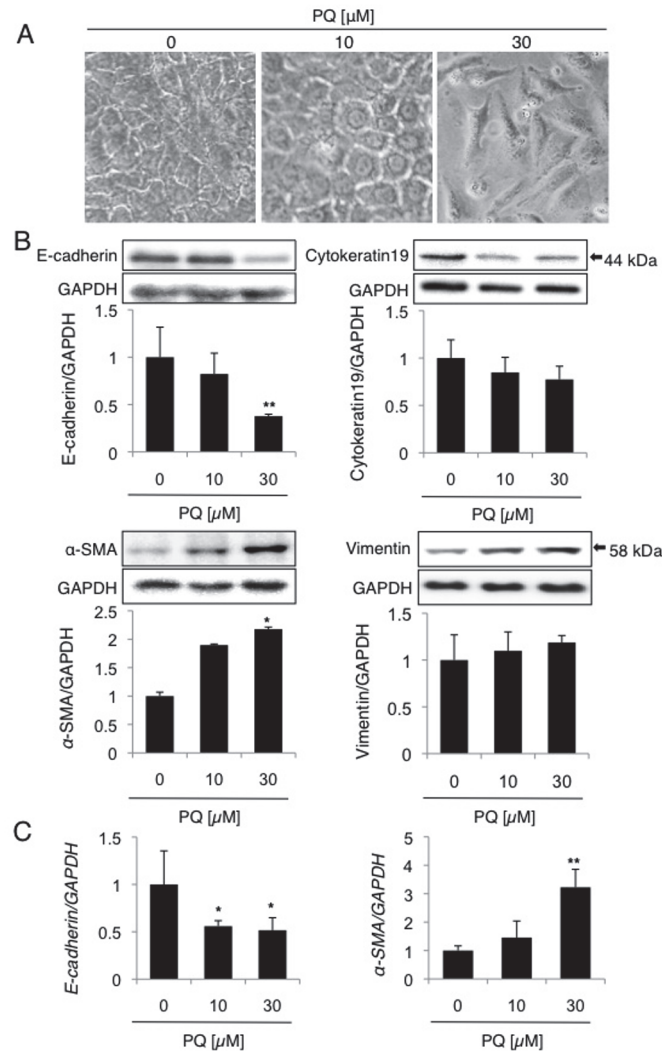 A
PQ [μM]
0 10 30
B
E-cadherin
GAPDH
1.5
1
0.5
0
E-cadherin/GAPDH
**
0 10 30
PQ [μM]
Cytokeratin19
44 kDa
GAPDH
1.5
1
0.5
0
Cytokeratin19/GAPDH
0 10 30
PQ [μM]
α-SMA
GAPDH
2.5
2
1.5
1
0.5
0
α-SMA/GAPDH
*
0 10 30
PQ [μM]
Vimentin
58 kDa
GAPDH
1.5
1
0.5
0
Vimentin/GAPDH
0 10 30
PQ [μM]
C
1.5
1
0.5
0
E-cadherin/GAPDH
* *
0 10 30
PQ [μM]
5
4
3
2
1
0
α-SMA/GAPDH
**
0 10 30
PQ [μM]